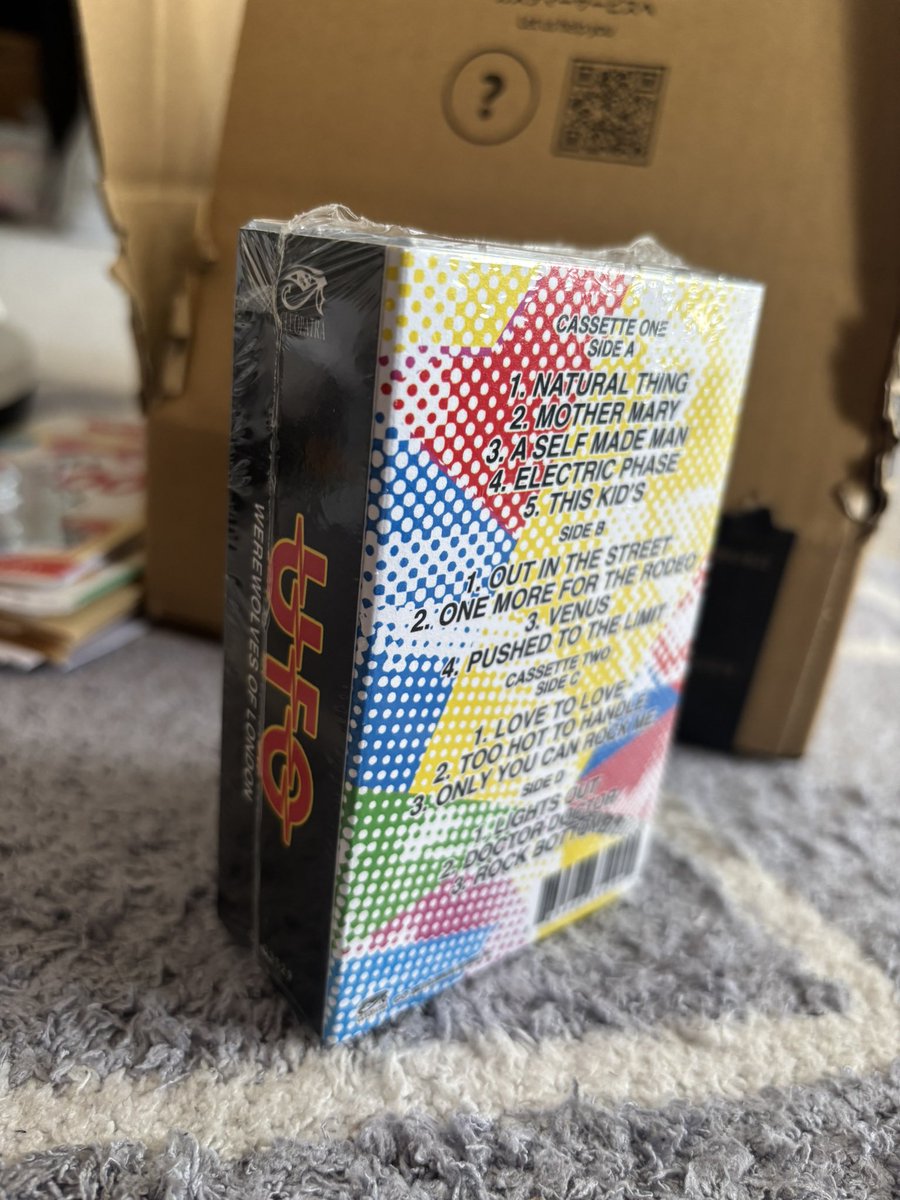 CASSETTE ONE
SIDE A
1. NATURAL THING
2. MOTHER MARY
3. A SELF MADE MAN
4. ELECTRIC PHASE
5. THIS KID'S
SIDE B
1. OUT IN THE STREET
2. ONE MORE FOR THE RODEO
3. VENUS
4. PUSHED TO THE LIMIT
CASSETTE TWO
SIDE C
1. LOVE TO LOVE
2. TOO HOT TO HANDLE
3. ONLY YOU CAN ROCK ME
SIDE D
1. LIGHTS OUT
2. DOCTOR DOCTOR
3. ROCK BOTTOM
UFO
WEREWOLVES OF LONDON
CLEOPATRA
?